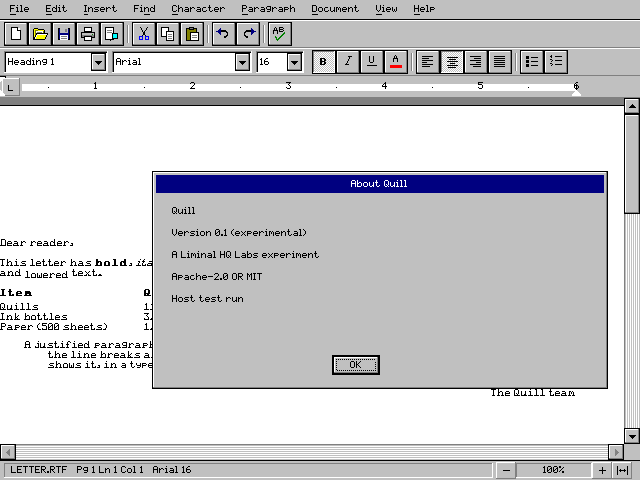 File Edit Insert Find Character Paragraph Document View Help
Heading 1 Arial 16 B I U A
L 1 2 3 4 5 6
About Quill
Quill
Version 0.1 (experimental)
A Liminal HQ Labs experiment
Apache-2.0 OR MIT
Host test run
OK
Dear reader,
This letter has bold, ita
and lowered text.
Item Q
Quills 1
Ink bottles 3
Paper (500 sheets) 1
A justified paragraph
the line breaks a
shows it, in a type
The Quill team
LETTER.RTF Pg 1 Ln 1 Col 1 Arial 16 100%